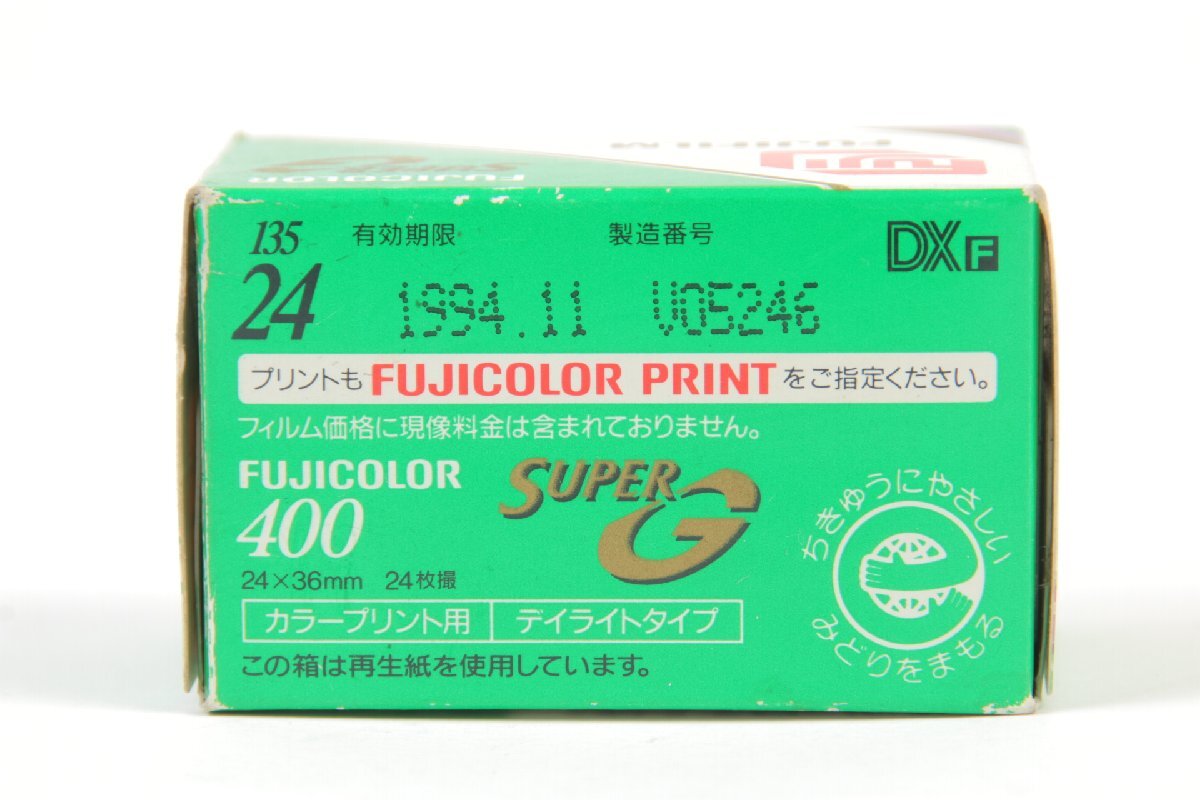 FUJIFILM
FUJI
FUJICOLOR Super G
135 有効期限 製造番号 DX F
24 1994.11 V05246
プリントも FUJICOLOR PRINT をご指定ください。
フィルム価格に現像料金は含まれておりません。
FUJICOLOR SUPER G
400
24×36mm 24枚撮
カラープリント用 デイライトタイプ
この箱は再生紙を使用しています。
ちきゅうにやさしい
みどりをまもる